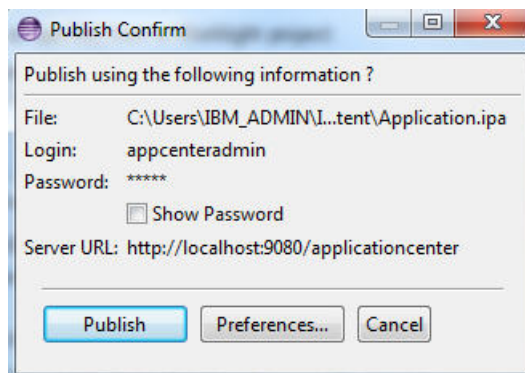 Publish Confirm
Publish using the following information ?
File: C:\Users\IBM_ADMIN\I...tent\Application.ipa
Login: appcenteradmin
Password: *****
Show Password
Server URL: http://localhost:9080/applicationcenter
Publish Preferences... Cancel